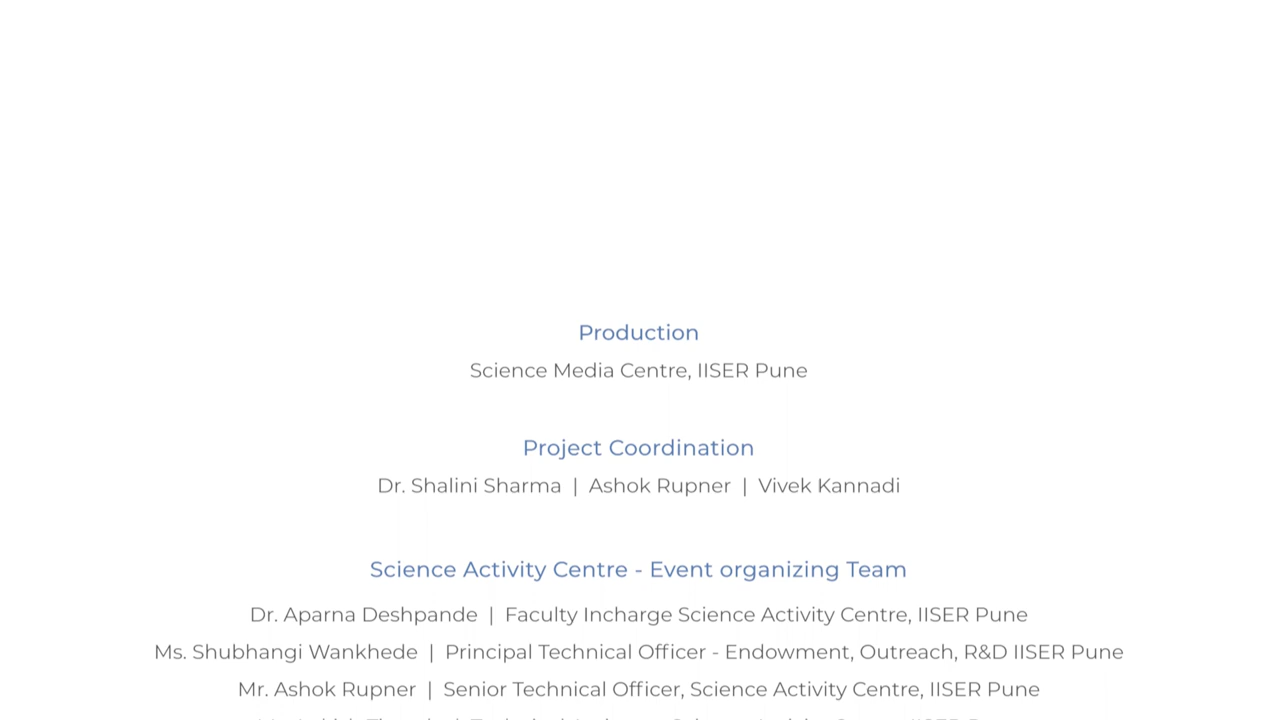 Production
Science Media Centre, IISER Pune
Project Coordination
Dr. Shalini Sharma | Ashok Rupner | Vivek Kannadi
Science Activity Centre - Event organizing Team
Dr. Aparna Deshpande | Faculty Incharge Science Activity Centre, IISER Pune
Ms. Shubhangi Wankhede | Principal Technical Officer - Endowment, Outreach, R&D IISER Pune
Mr. Ashok Rupner | Senior Technical Officer, Science Activity Centre, IISER Pune